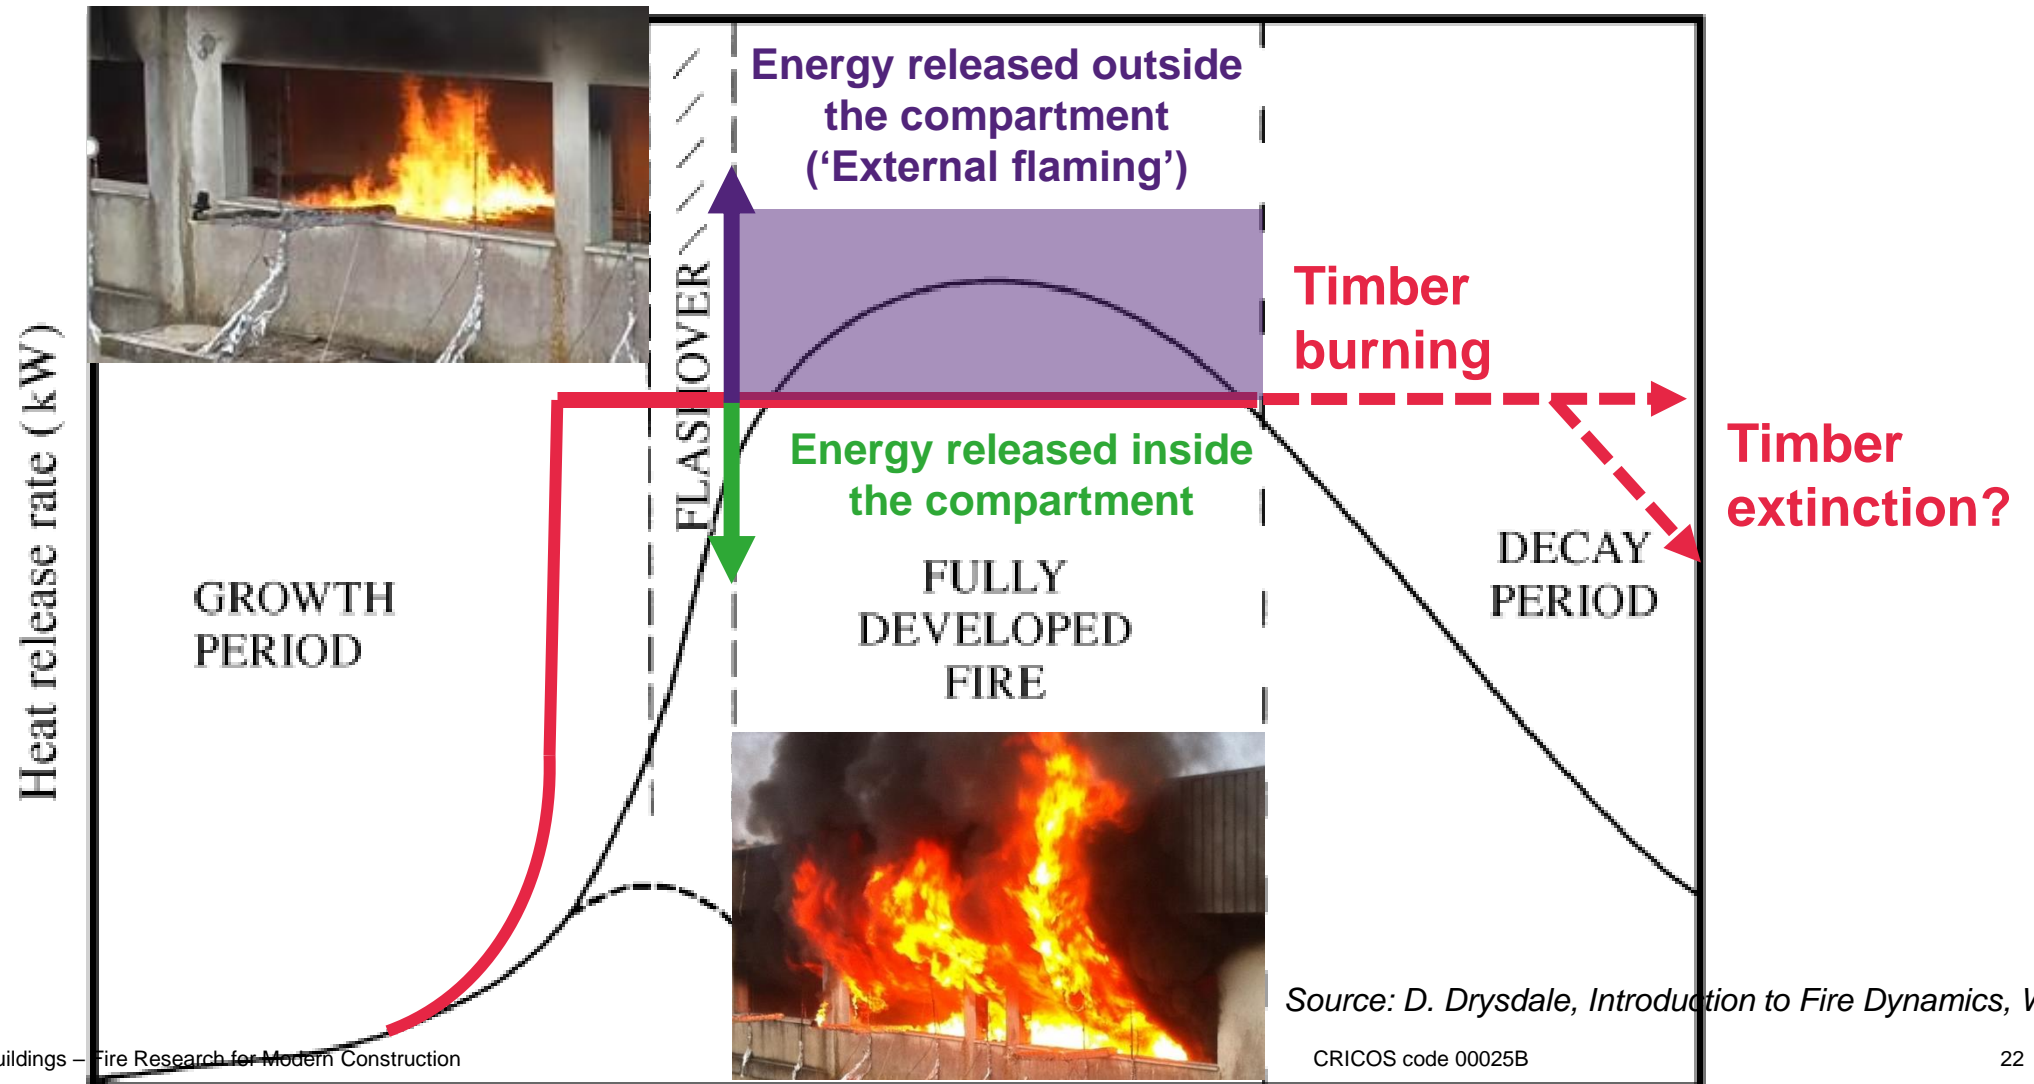 Energy released outside
the compartment
(‘External flaming’)
Timber
burning
Timber
extinction?
Energy released inside
the compartment
FLASHOVER
Heat release rate (kW)
GROWTH
PERIOD
FULLY
DEVELOPED
FIRE
DECAY
PERIOD
Source: D. Drysdale, Introduction to Fire Dynamics,
– Fire Research for Modern Construction
CRICOS code 00025B
22